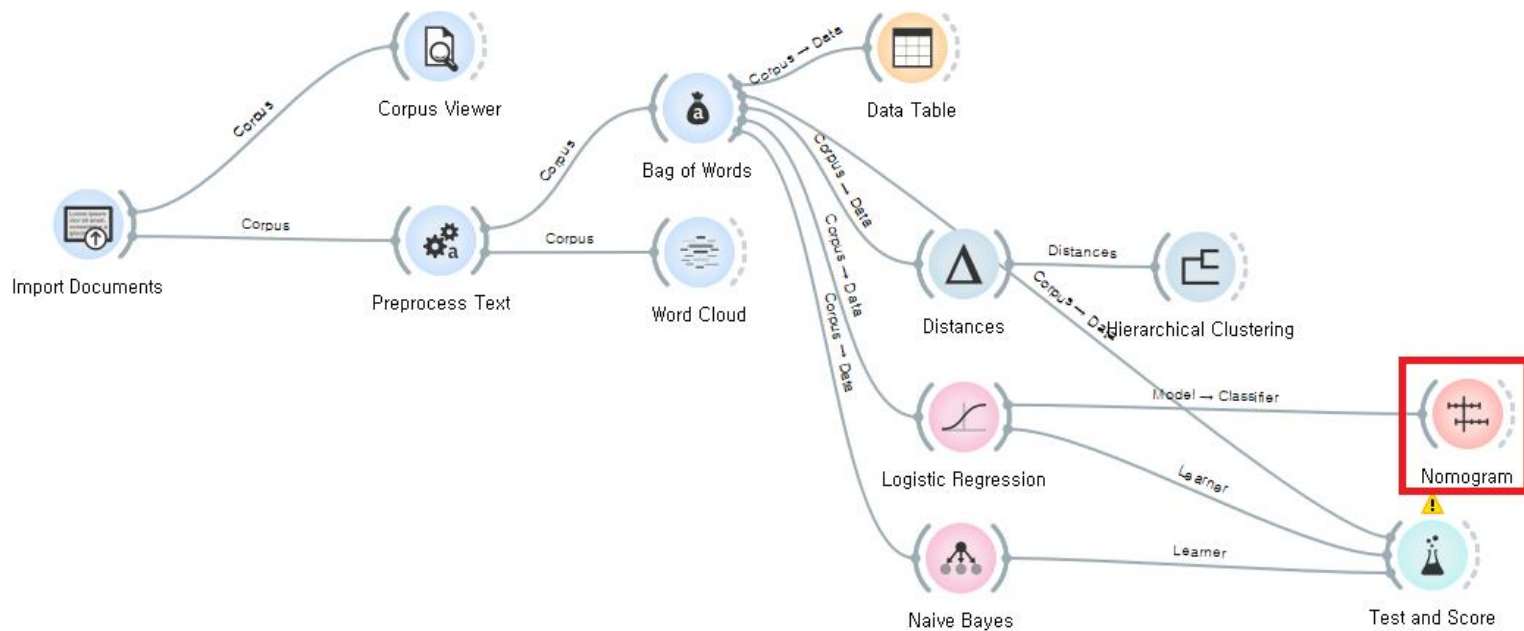 Corpus
Corpus Viewer
Corpus
Import Documents
Corpus
Preprocess Text
Corpus
Word Cloud
a
Bag of Words
Corpus → Data
Data Table
Corpus → Data
Corpus → Data
Corpus → Data
Corpus → Data
Δ
Distances
Distances
Hierarchical Clustering
Logistic Regression
Model → Classifier
Nomogram
Learner
Naive Bayes
Learner
Test and Score
a